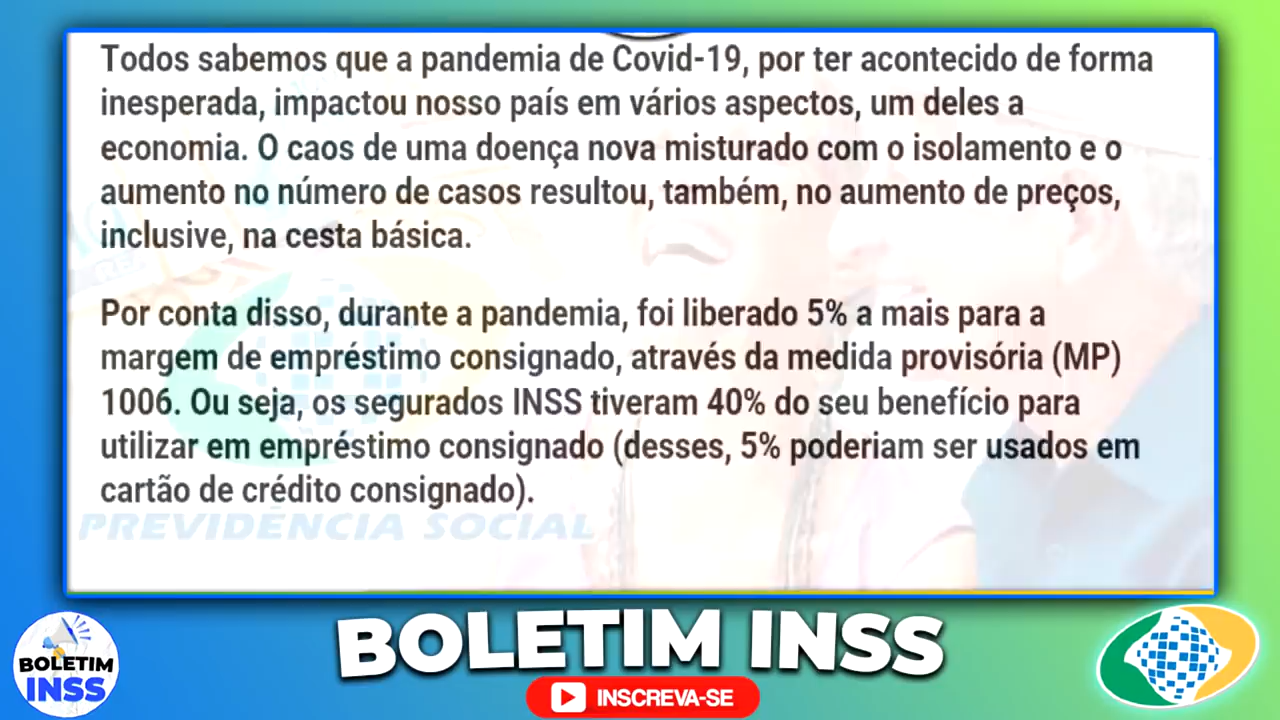 Todos sabemos que a pandemia de Covid-19, por ter acontecido de forma
inesperada, impactou nosso país em vários aspectos, um deles a
economia. O caos de uma doença nova misturado com o isolamento e o
aumento no número de casos resultou, também, no aumento de preços,
inclusive, na cesta básica.
Por conta disso, durante a pandemia, foi liberado 5% a mais para a
margem de empréstimo consignado, através da medida provisória (MP)
1006. Ou seja, os segurados INSS tiveram 40% do seu benefício para
utilizar em empréstimo consignado (desses, 5% poderiam ser usados em
cartão de crédito consignado).
PREVIDÊNCIA SOCIAL
BOLETIM INSS
BOLETIM
INSS
INSCREVA-SE